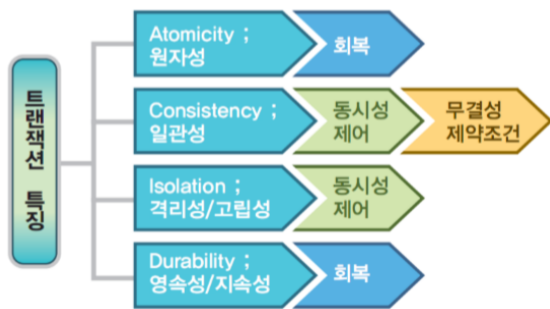 트랜잭션 특징
Atomicity ;
원자성
회복
Consistency ;
일관성
동시성
제어
무결성
제약조건
Isolation ;
격리성/고립성
동시성
제어
Durability ;
영속성/지속성
회복